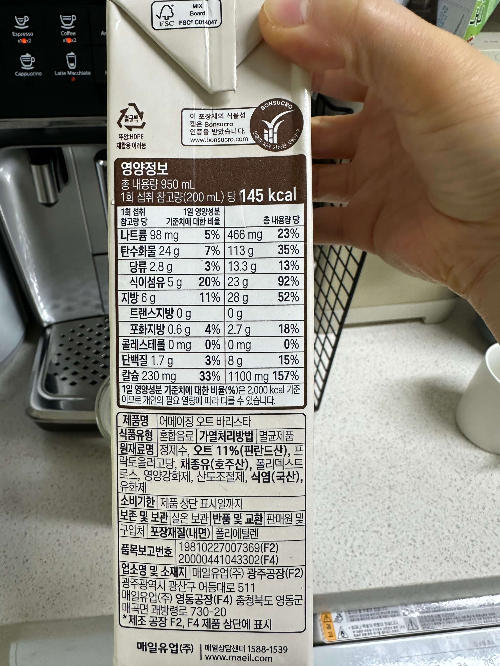 Espresso
Coffee
x2
x2
Cappuccino
Latte Macchiato
MIX
Board
FSC
FSC® C014047
멸균팩
뚜껑:HDPE
재활용 어려움
이 포장재의 식물성
Bonsucro
인증을 받았습니다.
www.bonsucro.com
BONSUCRO
영양정보
총 내용량 950 mL
1회 섭취 참고량(200 mL) 당 145 kcal
1회 섭취 참고량 당 1일 영양성분 기준치에 대한 비율 총 내용량 당
나트륨 98 mg 5% 466 mg 23%
탄수화물 24 g 7% 113 g 35%
당류 2.8 g 3% 13.3 g 13%
식이섬유 5 g 20% 23 g 92%
지방 6 g 11% 28 g 52%
트랜스지방 0 g 0 g
포화지방 0.6 g 4% 2.7 g 18%
콜레스테롤 0 mg 0% 0 mg 0%
단백질 1.7 g 3% 8 g 15%
칼슘 230 mg 33% 1100 mg 157%
1일 영양성분 기준치에 대한 비율(%)은 2,000 kcal 기준
이므로 개인의 필요 열량에 따라 다를 수 있습니다.
제품명 어메이징 오트 바리스타
식품유형 혼합음료 가열처리방법 멸균제품
원재료명 정제수, 오트 11%(핀란드산), 프
락토올리고당, 채종유(호주산), 폴리덱스트
로스, 영양강화제, 산도조절제, 식염(국산),
유화제
소비기한 제품 상단 표시일까지
보존 및 보관 실온 보관 반품 및 교환 판매원 및
구입처 포장재질(내면) 폴리에틸렌
품목보고번호 19810227007369(F2)
20000441043302(F4)
업소명 및 소재지 매일유업(주) 광주공장(F2)
광주광역시 광산구 어등대로 511
매일유업(주) 영동공장(F4) 충청북도 영동군
매곡면 괘방령로 730-20
*제조 공장 F2, F4 제품 상단에 표시
매일유업(주) 매일상담센터 1588-1539
www.maeil.com